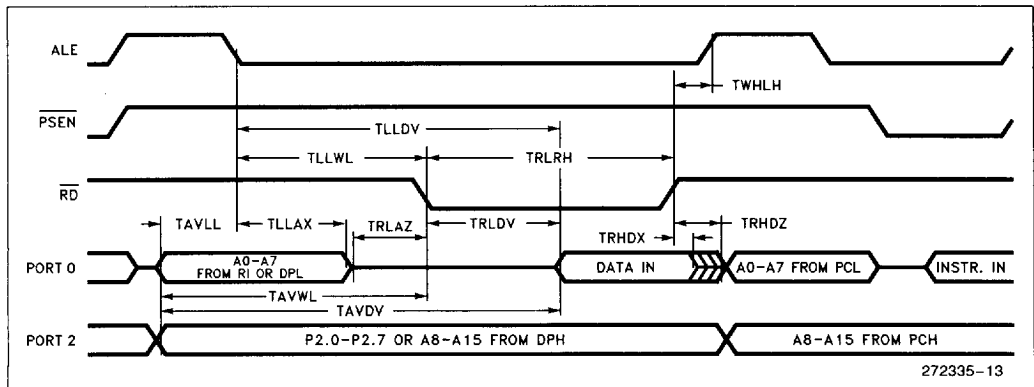 ALE
TWHLH
PSEN
TLLDV
TLLWL
TRLRH
RD
TAVLL
TLLAX
TRLAZ
TRLDV
TRHDX
TRHDZ
PORT 0
A0–A7
FROM RI OR DPL
DATA IN
A0–A7 FROM PCL
INSTR. IN
TAVWL
TAVDV
PORT 2
P2.0–P2.7 OR A8–A15 FROM DPH
A8–A15 FROM PCH
272335–13